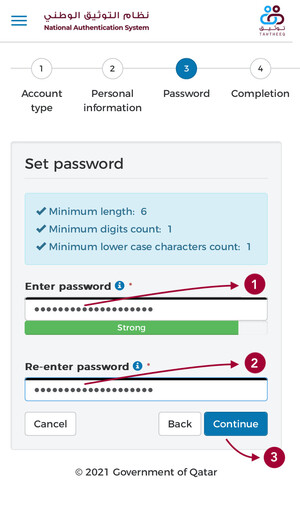 نظام التوثيق الوطني
National Authentication System
توثيق
THATHEEQ
1 2 3 4
Account type Personal information Password Completion
Set password
✔ Minimum length: 6
✔ Minimum digits count: 1
✔ Minimum lower case characters count: 1
Enter password i *
1
••••••••••••••••••••
Strong
Re-enter password i *
2
••••••••••••••••••••
Cancel Back Continue
3
© 2021 Government of Qatar